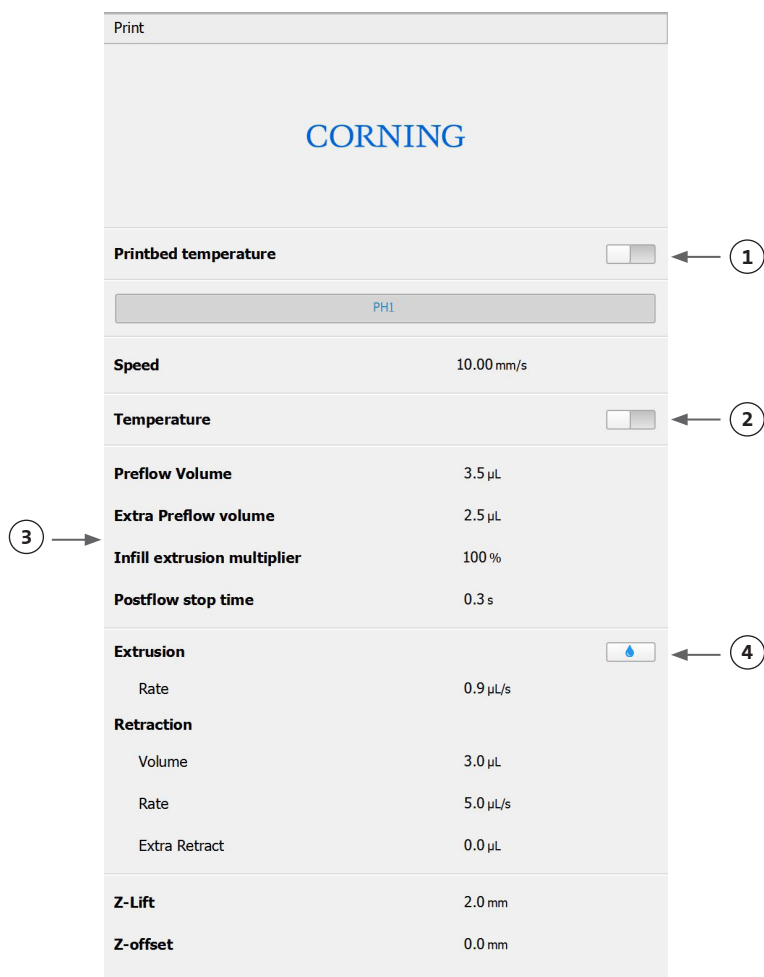 Print
CORNING
Printbed temperature
1
PH1
Speed 10.00 mm/s
Temperature
2
Preflow Volume 3.5 µL
Extra Preflow volume 2.5 µL
3
Infill extrusion multiplier 100 %
Postflow stop time 0.3 s
Extrusion
4
Rate 0.9 µL/s
Retraction
Volume 3.0 µL
Rate 5.0 µL/s
Extra Retract 0.0 µL
Z-Lift 2.0 mm
Z-offset 0.0 mm